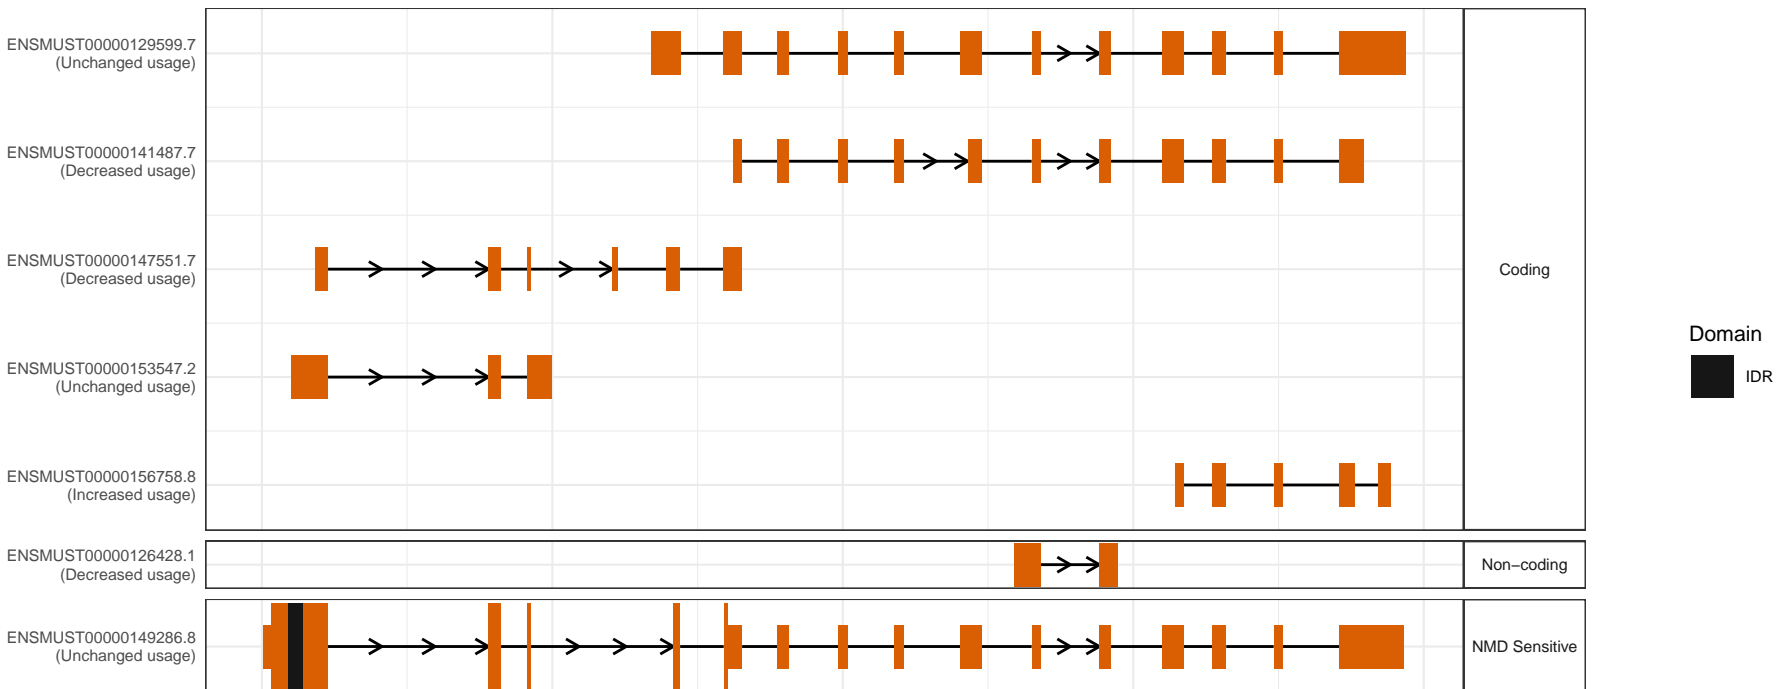 ENSMUST00000129599.7
(Unchanged usage)
ENSMUST00000141487.7
(Decreased usage)
ENSMUST00000147551.7
(Decreased usage)
Coding
ENSMUST00000153547.2
(Unchanged usage)
ENSMUST00000156758.8
(Increased usage)
ENSMUST00000126428.1
(Decreased usage)
Non−coding
ENSMUST00000149286.8
(Unchanged usage)
NMD Sensitive
Domain
IDR